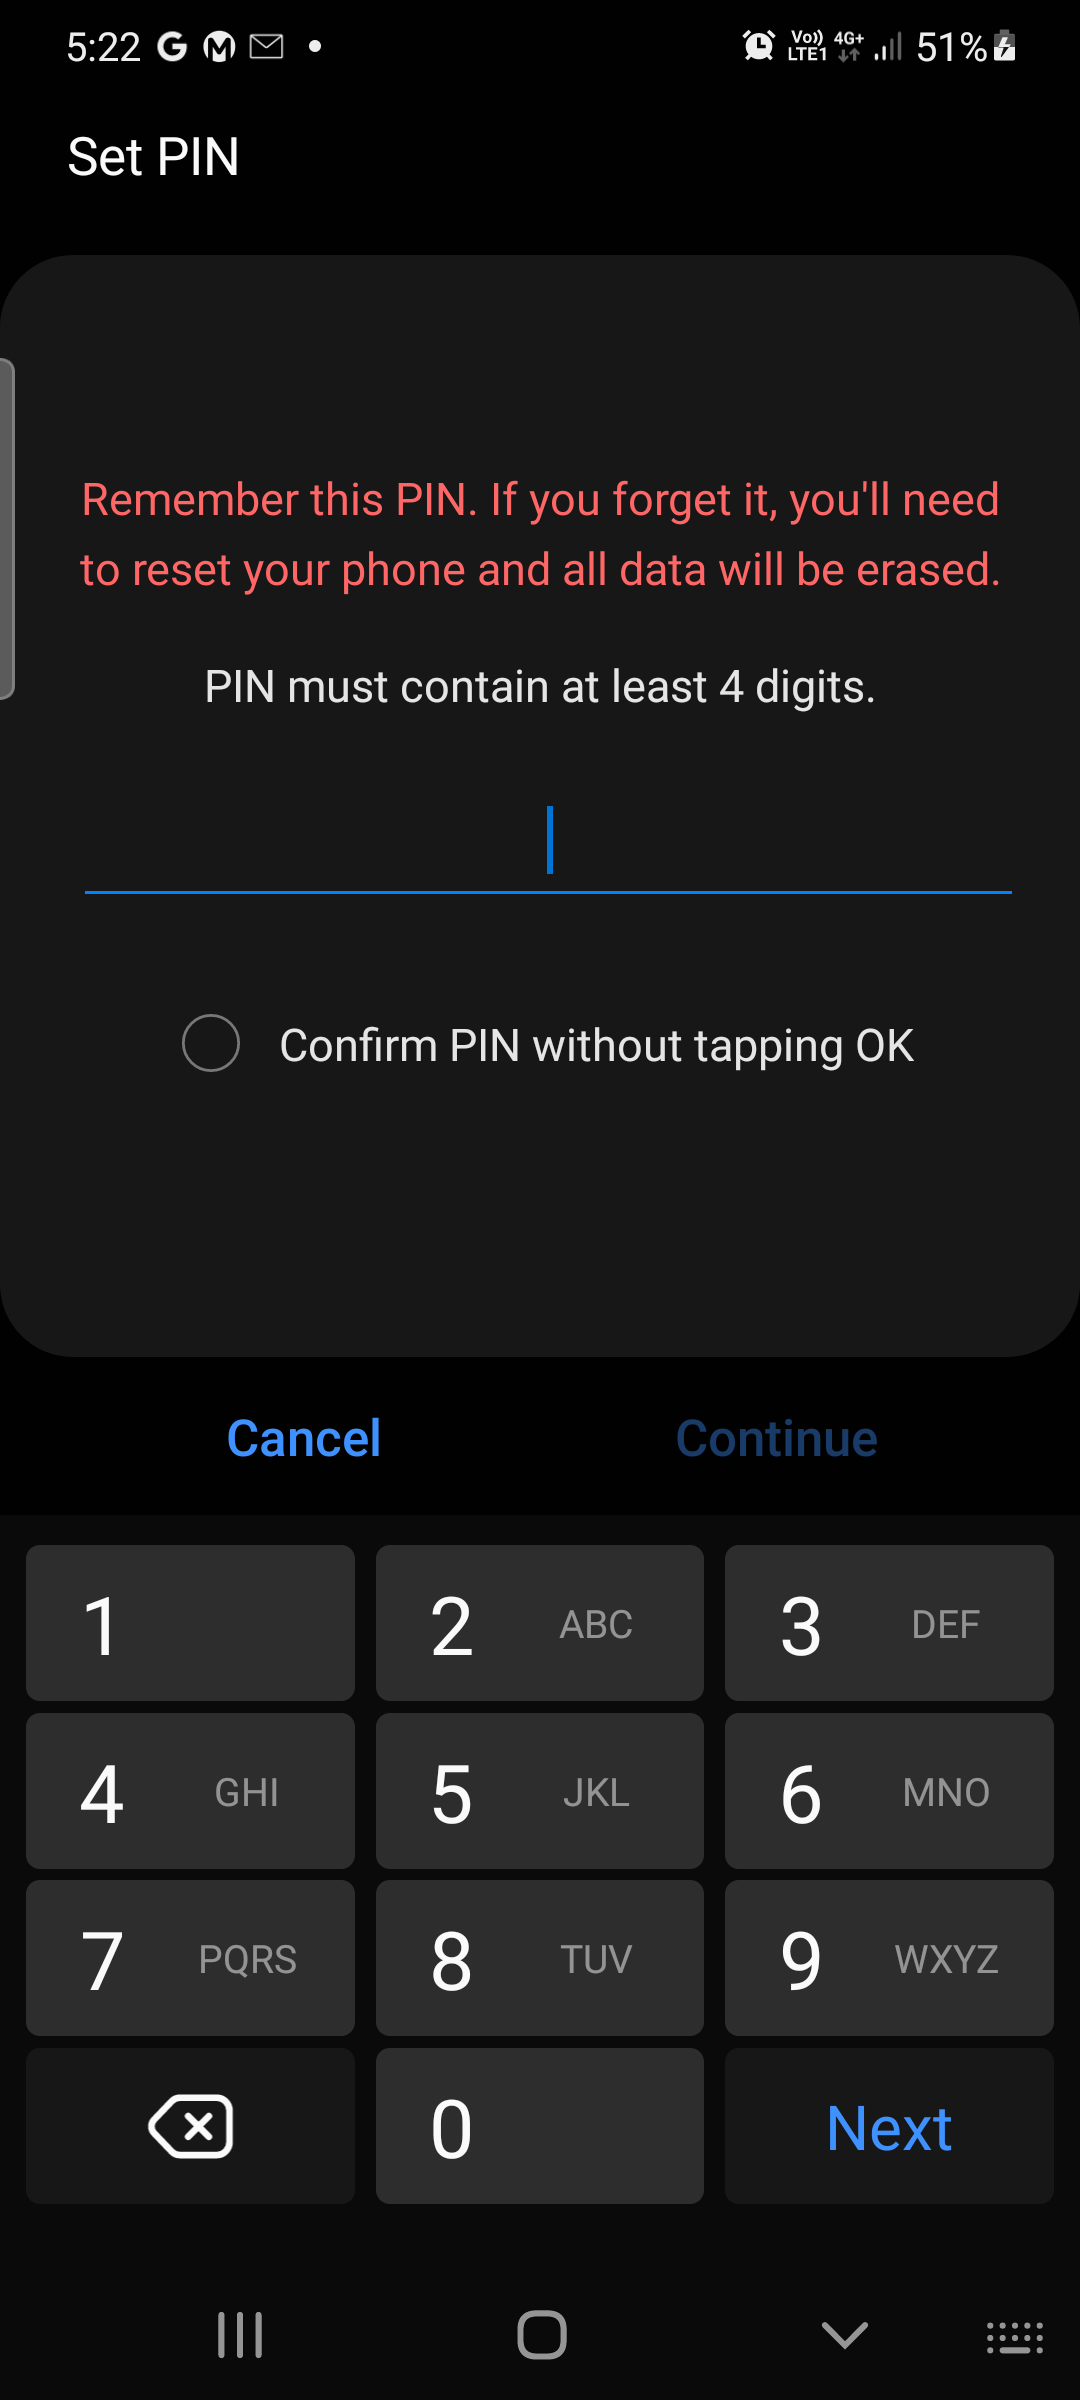 5:22 G M 51%
Vo)) LTE1 4G+
Set PIN
Remember this PIN. If you forget it, you'll need
to reset your phone and all data will be erased.
PIN must contain at least 4 digits.
Confirm PIN without tapping OK
Cancel Continue
1 2 ABC 3 DEF
4 GHI 5 JKL 6 MNO
7 PQRS 8 TUV 9 WXYZ
0 Next